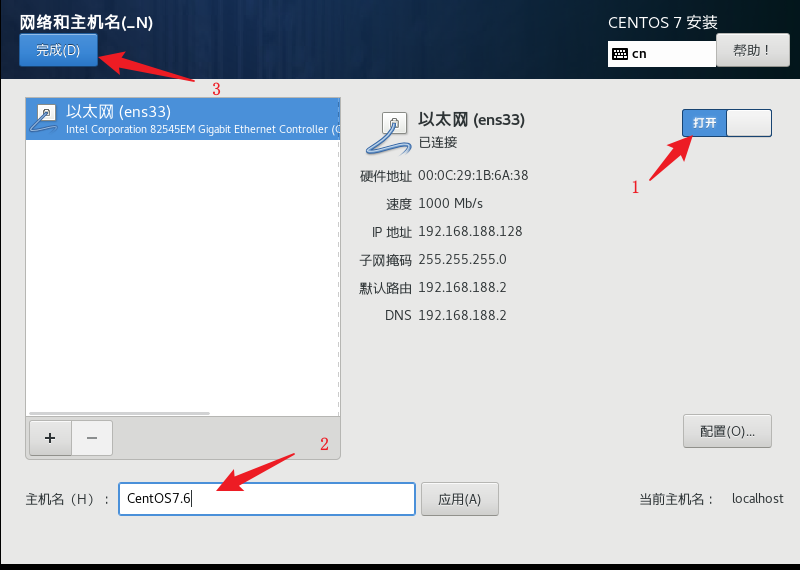 网络和主机名(_N)
CENTOS 7 安装
完成(D)
cn
帮助！
3
以太网 (ens33)
Intel Corporation 82545EM Gigabit Ethernet Controller (C
以太网 (ens33)
已连接
打开
1
硬件地址 00:0C:29:1B:6A:38
速度 1000 Mb/s
IP 地址 192.168.188.128
子网掩码 255.255.255.0
默认路由 192.168.188.2
DNS 192.168.188.2
+ −
2
配置(O)...
主机名（H）： CentOS7.6 应用(A)
当前主机名： localhost